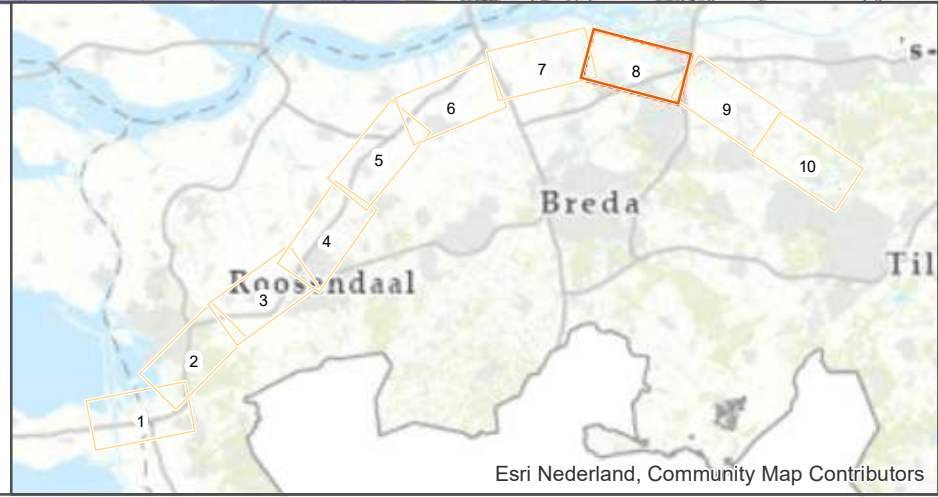 's-
7
8
6
9
5
10
Breda
4
Til
Roosendaal
3
2
1
Esri Nederland, Community Map Contributors